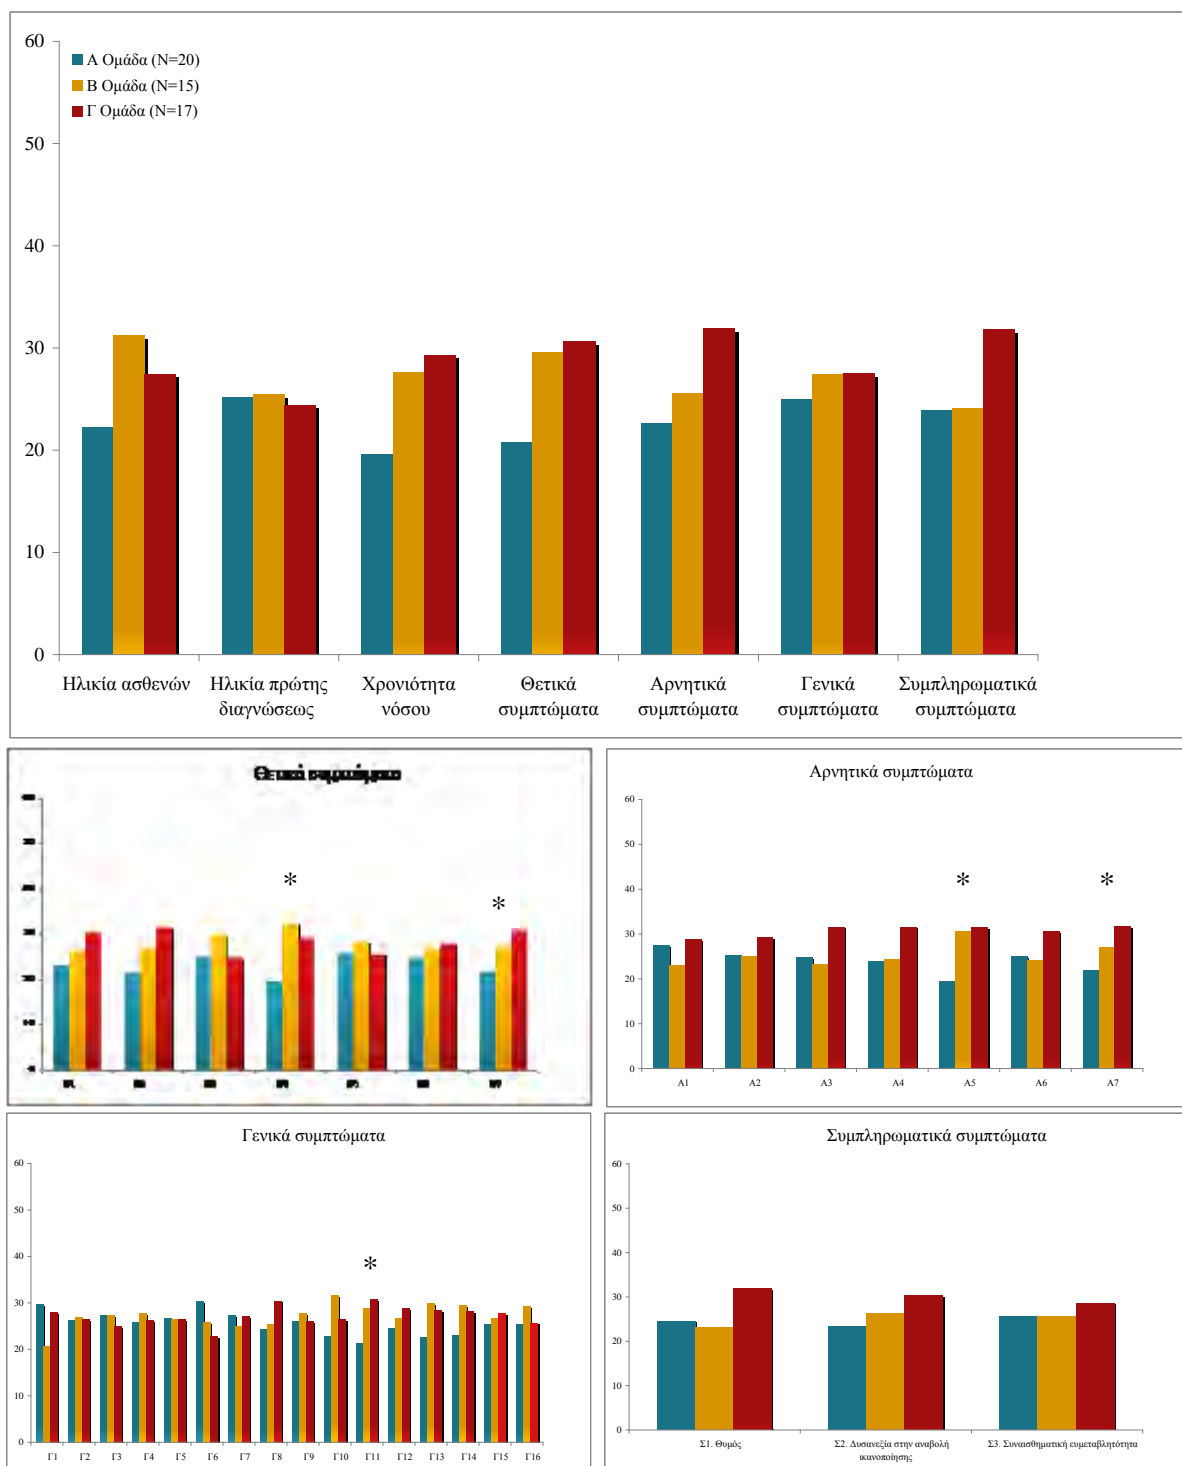 60
50
40
30
20
10
0
Α Ομάδα (Ν=20)
Β Ομάδα (Ν=15)
Γ Ομάδα (Ν=17)
Ηλικία ασθενών
Ηλικία πρώτης
διαγνώσεως
Χρονιότητα
νόσου
Θετικά
συμπτώματα
Αρνητικά
συμπτώματα
Γενικά
συμπτώματα
Συμπληρωματικά
συμπτώματα
*
*
Αρνητικά συμπτώματα
60
50
40
30
20
10
0
*
*
Α1 Α2 Α3 Α4 Α5 Α6 Α7
Γενικά συμπτώματα
60
50
40
30
20
10
0
*
Γ1 Γ2 Γ3 Γ4 Γ5 Γ6 Γ7 Γ8 Γ9 Γ10 Γ11 Γ12 Γ13 Γ14 Γ15 Γ16
Συμπληρωματικά συμπτώματα
60
50
40
30
20
10
0
Σ1. Θυμός
Σ2. Δυσανεξία στην αναβολή
ικανοποίησης
Σ3. Συναισθηματική ευμεταβλητότητα